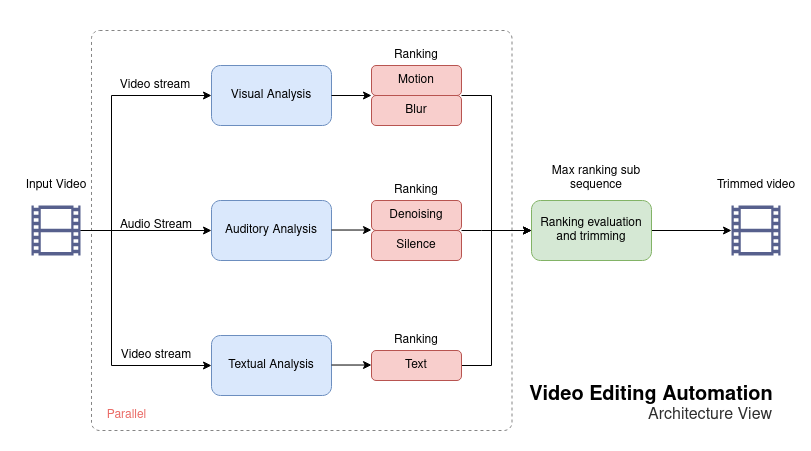 Ranking
Video stream
Visual Analysis
Motion
Blur
Max ranking sub
sequence
Input Video
Trimmed video
Ranking
Audio Stream
Auditory Analysis
Denoising
Silence
Ranking evaluation
and trimming
Ranking
Video stream
Textual Analysis
Text
Parallel
Video Editing Automation
Architecture View